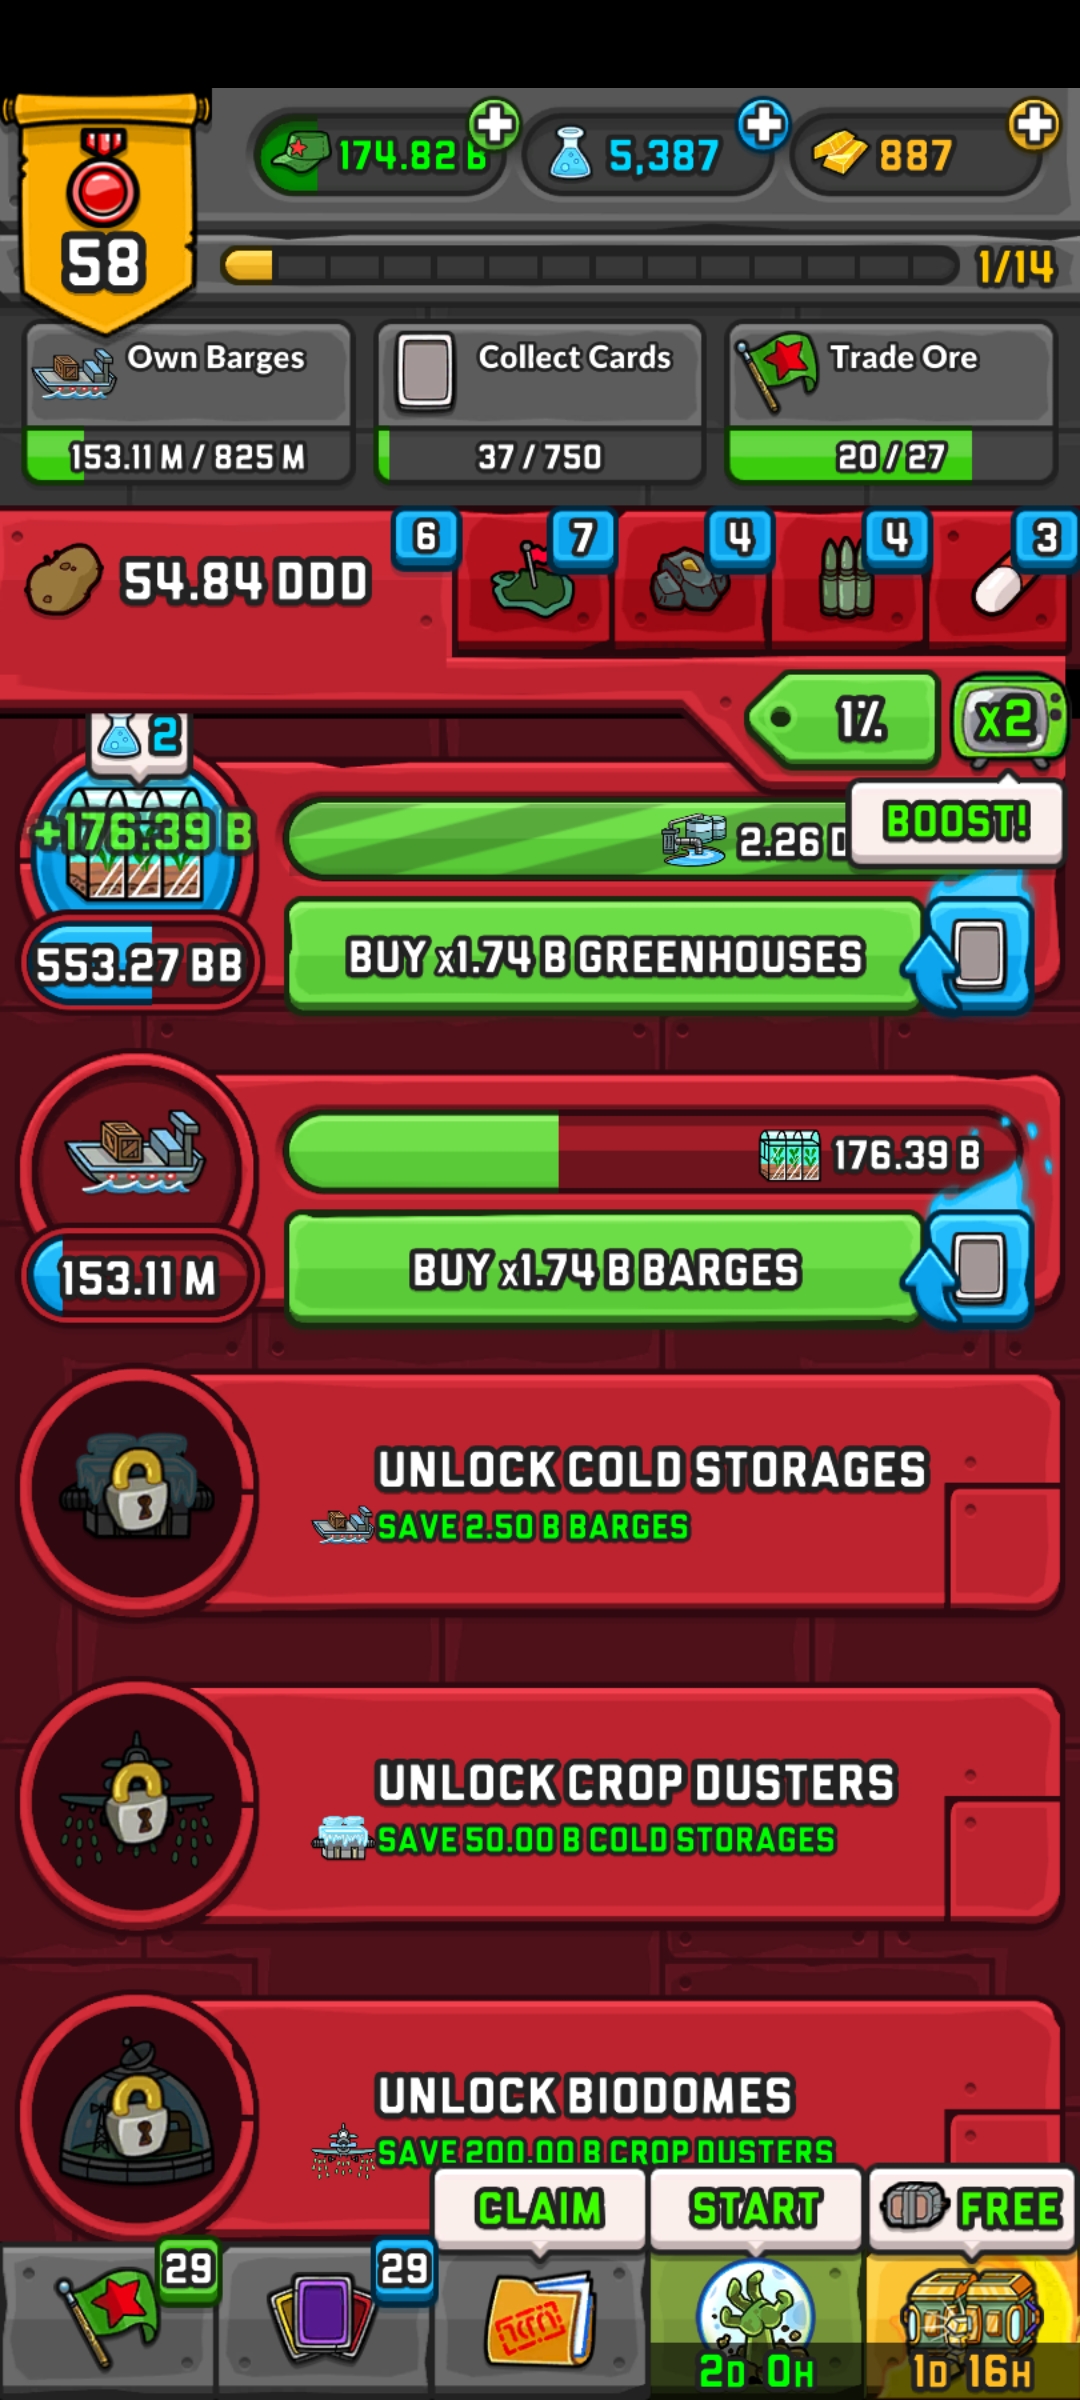 174.82 B
5,387
887
58
1/14
Own Barges
Collect Cards
Trade Ore
153.11 M / 825 M
37 / 750
20 / 27
54.84 DDD
6
7
4
4
3
1%
x2
BOOST!
2
+176.39 B
2.26 D
553.27 BB
BUY x1.74 B GREENHOUSES
176.39 B
153.11 M
BUY x1.74 B BARGES
UNLOCK COLD STORAGES
SAVE 2.50 B BARGES
UNLOCK CROP DUSTERS
SAVE 50.00 B COLD STORAGES
UNLOCK BIODOMES
SAVE 200.00 B CROP DUSTERS
CLAIM
START
FREE
29
29
2D 0H
1D 16H